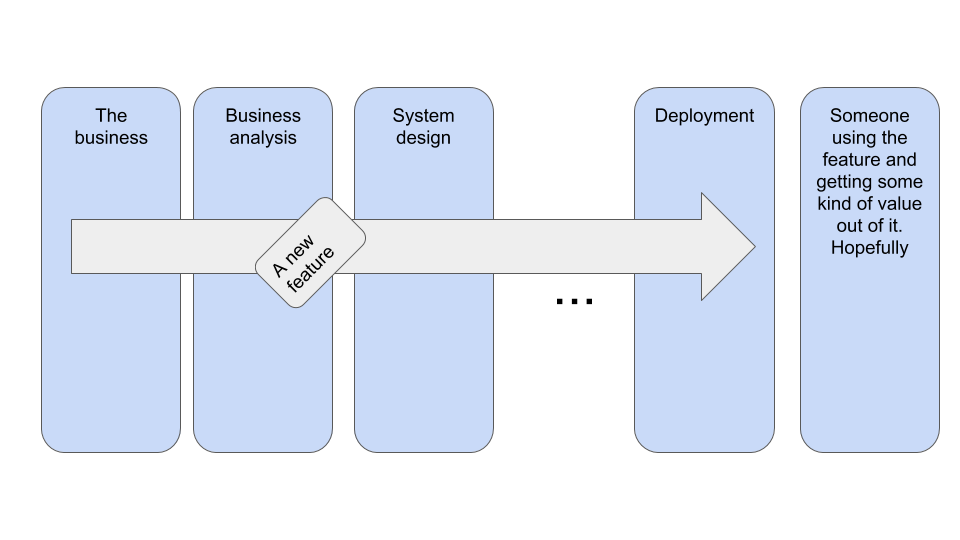 The
business
Business
analysis
System
design
Deployment
Someone
using the
feature and
getting some
kind of value
out of it.
Hopefully
A new
feature
...